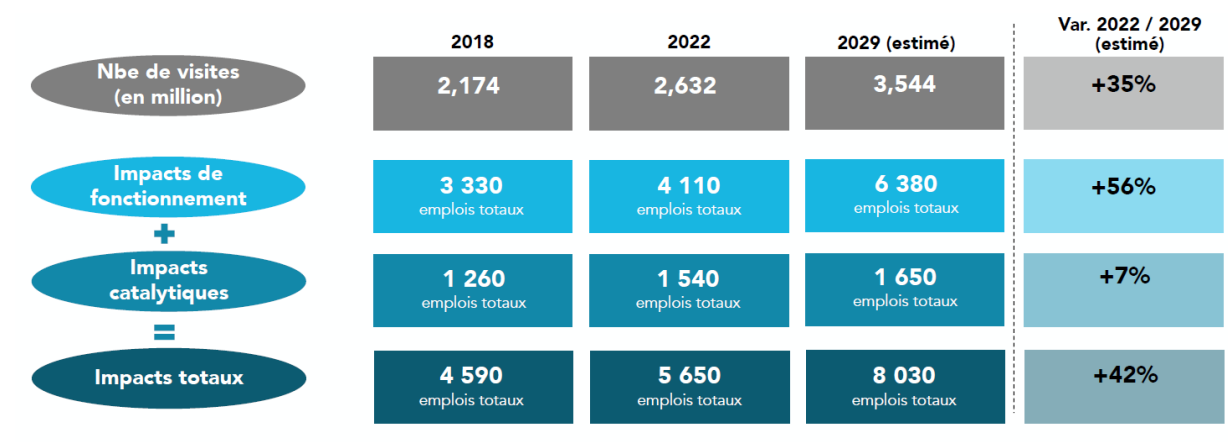 2018
2022
2029 (estimé)
Var. 2022 / 2029
(estimé)
Nbe de visites
(en million)
2,174
2,632
3,544
+35%
Impacts de
fonctionnement
3 330
emplois totaux
4 110
emplois totaux
6 380
emplois totaux
+56%
+
Impacts
catalytiques
1 260
emplois totaux
1 540
emplois totaux
1 650
emplois totaux
+7%
=
Impacts totaux
4 590
emplois totaux
5 650
emplois totaux
8 030
emplois totaux
+42%